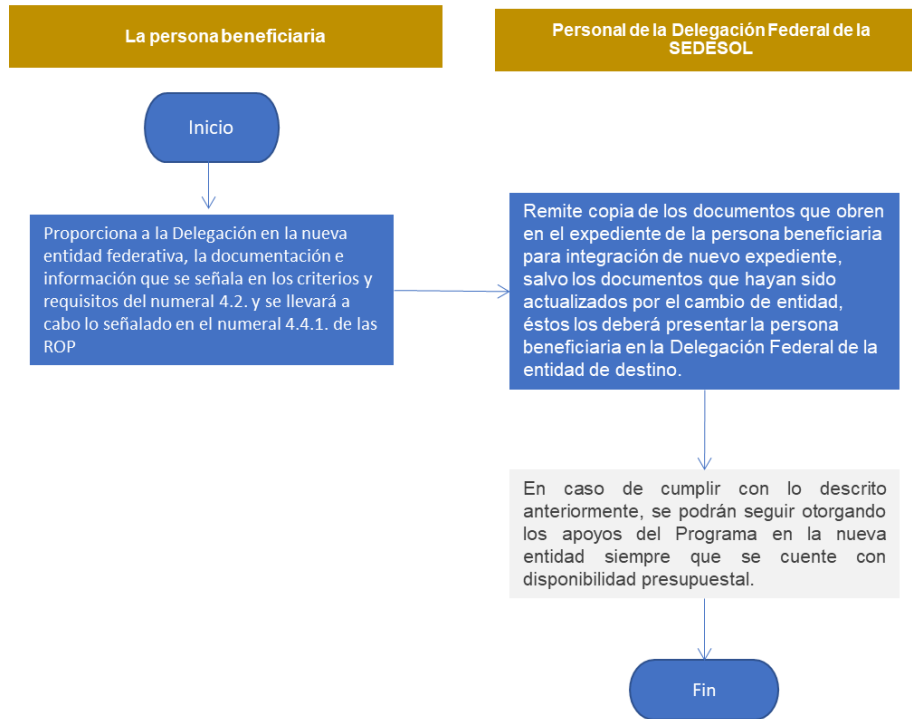 La persona beneficiaria
Personal de la Delegación Federal de la
SEDESOL
Inicio
Proporciona a la Delegación en la nueva
entidad federativa, la documentación e
información que se señala en los criterios y
requisitos del numeral 4.2. y se llevará a
cabo lo señalado en el numeral 4.4.1. de las
ROP
Remite copia de los documentos que obren
en el expediente de la persona beneficiaria
para integración de nuevo expediente,
salvo los documentos que hayan sido
actualizados por el cambio de entidad,
éstos los deberá presentar la persona
beneficiaria en la Delegación Federal de la
entidad de destino.
En caso de cumplir con lo descrito
anteriormente, se podrán seguir otorgando
los apoyos del Programa en la nueva
entidad siempre que se cuente con
disponibilidad presupuestal.
Fin